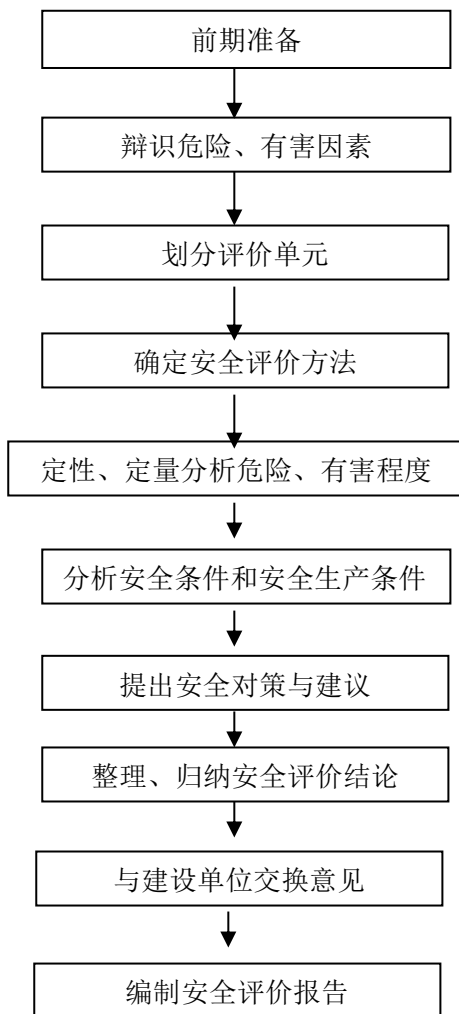 前期准备
辩识危险、有害因素
划分评价单元
确定安全评价方法
定性、定量分析危险、有害程度
分析安全条件和安全生产条件
提出安全对策与建议
整理、归纳安全评价结论
与建设单位交换意见
编制安全评价报告